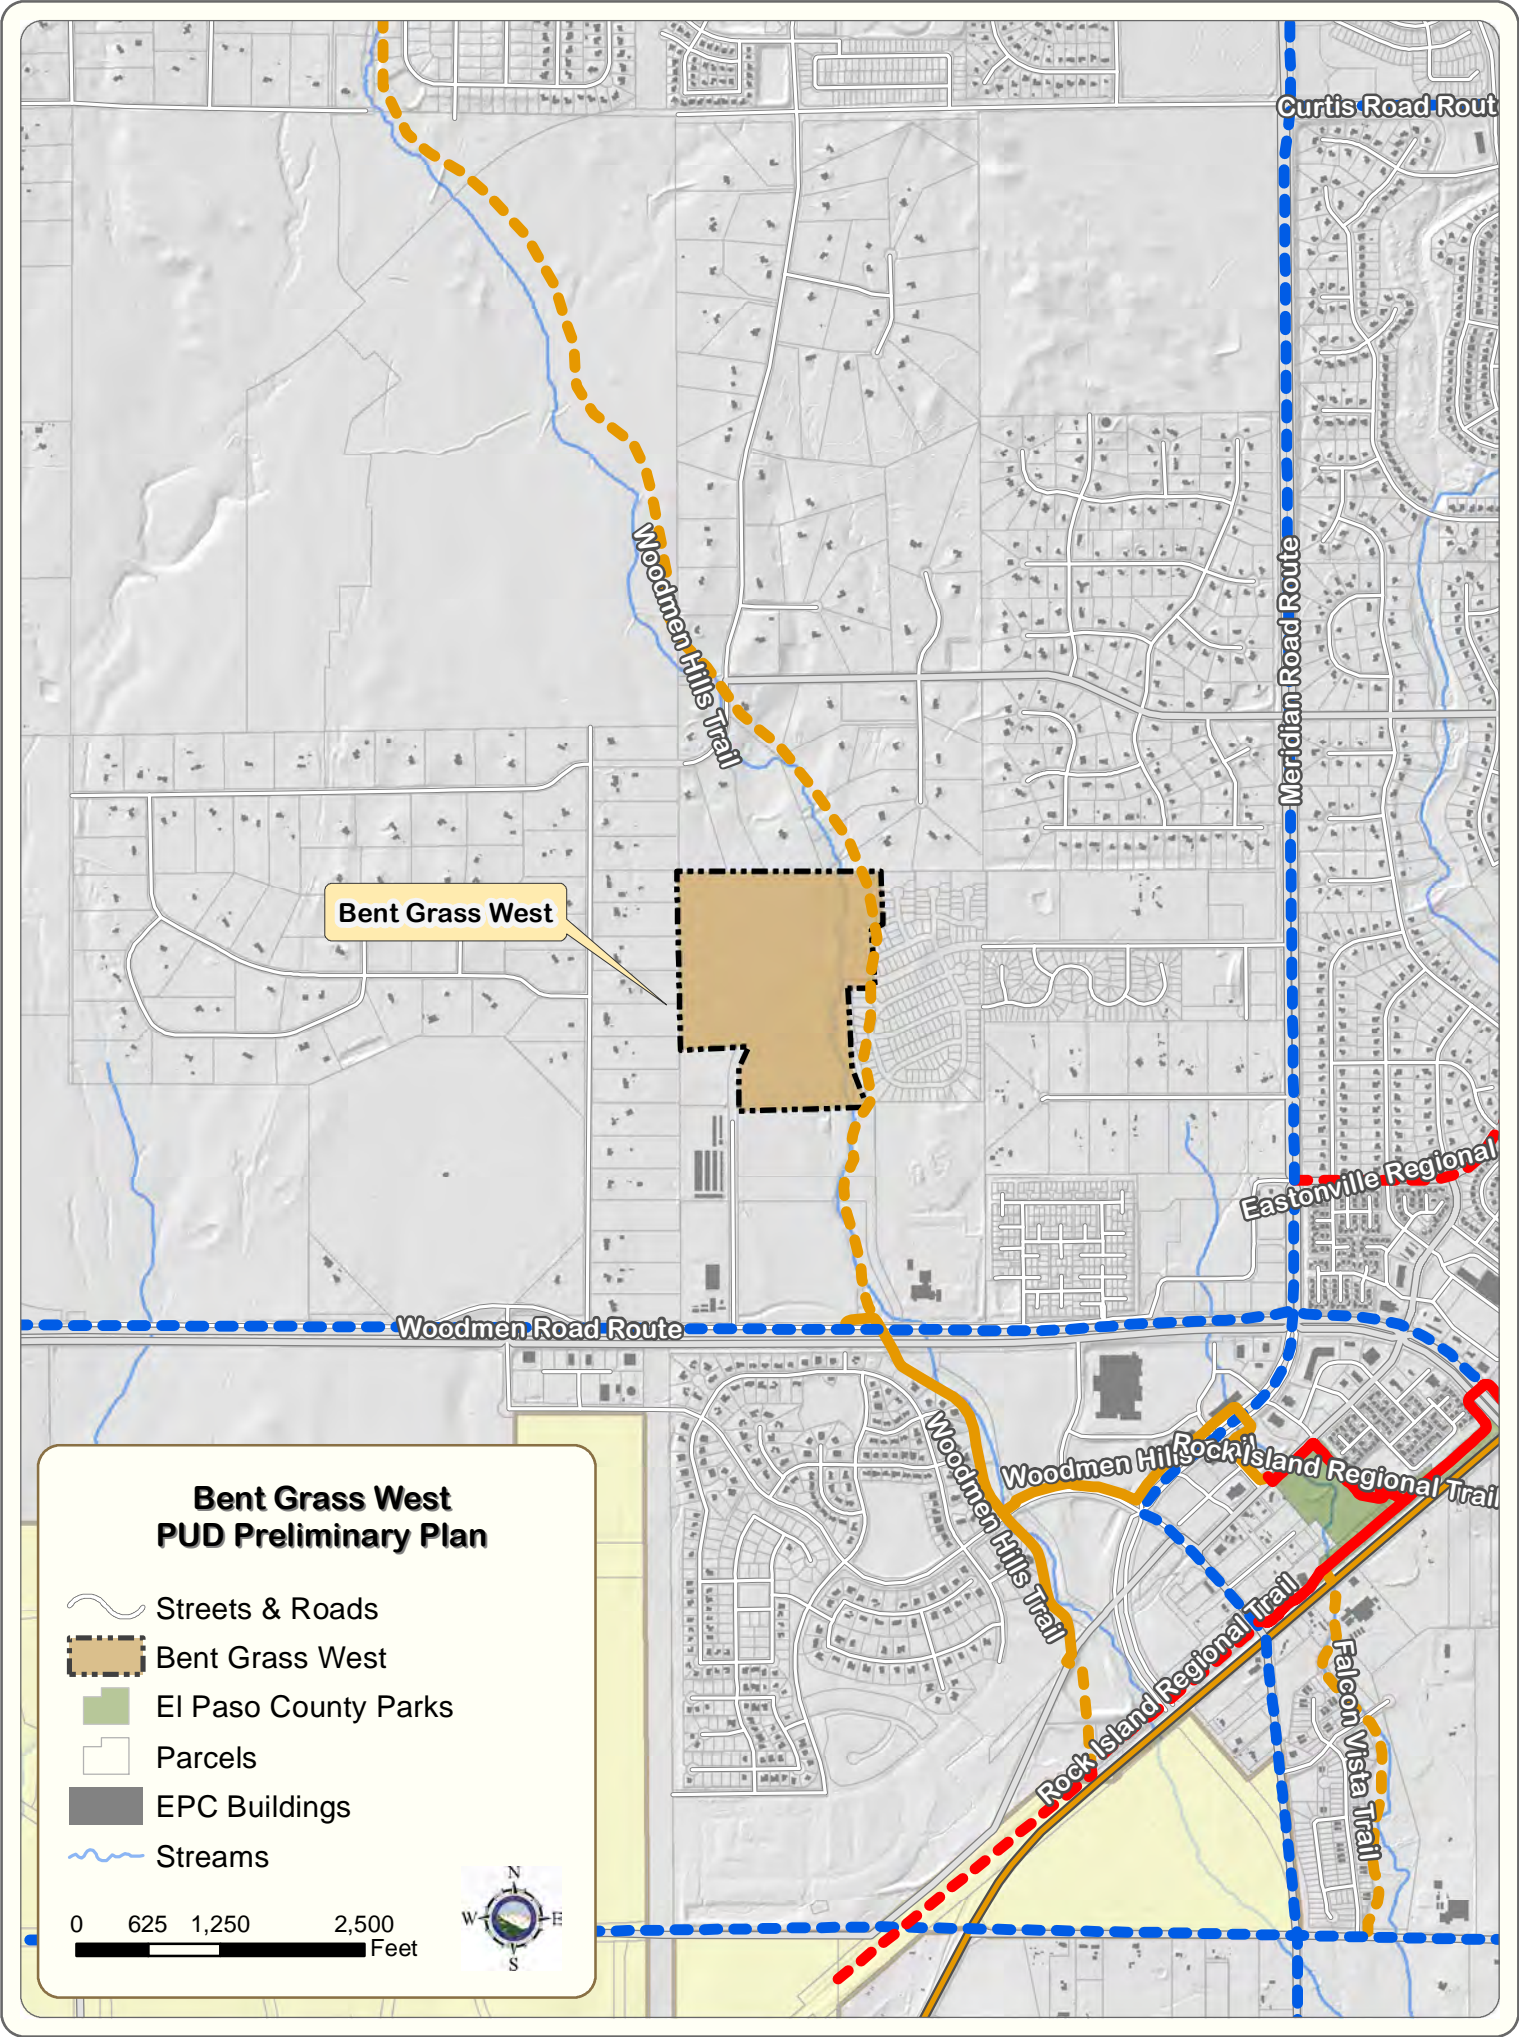 Curtis Road Rout
Woodmen Hills Trail
Meridian Road Route
Bent Grass West
Eastonville Regional
Woodmen Road Route
Woodmen Hills Trail
Woodmen Hills
Rock Island Regional Trail
Rock Island Regional Trail
Falcon Vista Trail
Bent Grass West
PUD Preliminary Plan
Streets & Roads
Bent Grass West
El Paso County Parks
Parcels
EPC Buildings
Streams
N
W E
S
0 625 1,250 2,500
Feet